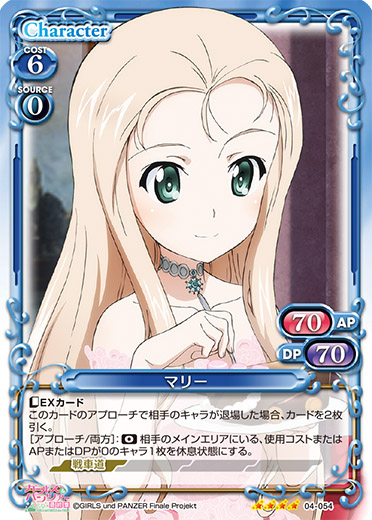 Character
COST
6
SOURCE
0
70 AP
DP 70
マリー
EXカード
このカードのアプローチで相手のキャラが退場した場合、カードを2枚
引く。
[アプローチ/両方]: 相手のメインエリアにいる、使用コストまたは
APまたはDPが0のキャラ1枚を休息状態にする。
戦車道
©GIRLS und PANZER Finale Projekt
04-054